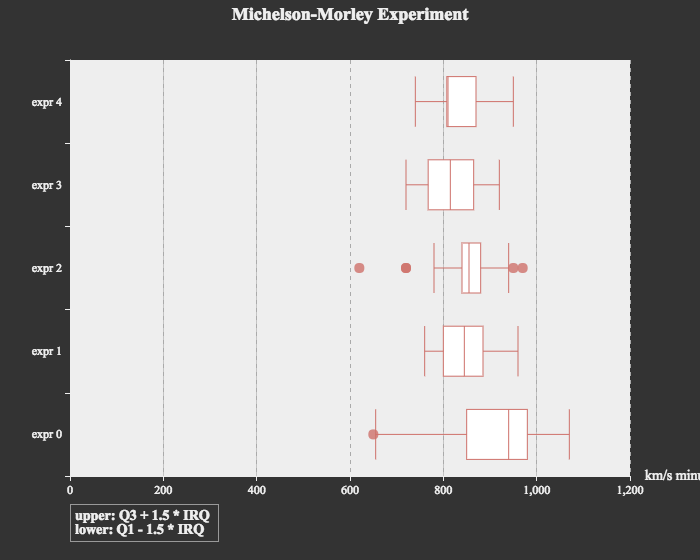 Michelson-Morley Experiment
expr 4
expr 3
expr 2
expr 1
expr 0
km/s minu
0 200 400 600 800 1,000 1,200
upper: Q3 + 1.5 * IRQ
lower: Q1 - 1.5 * IRQ